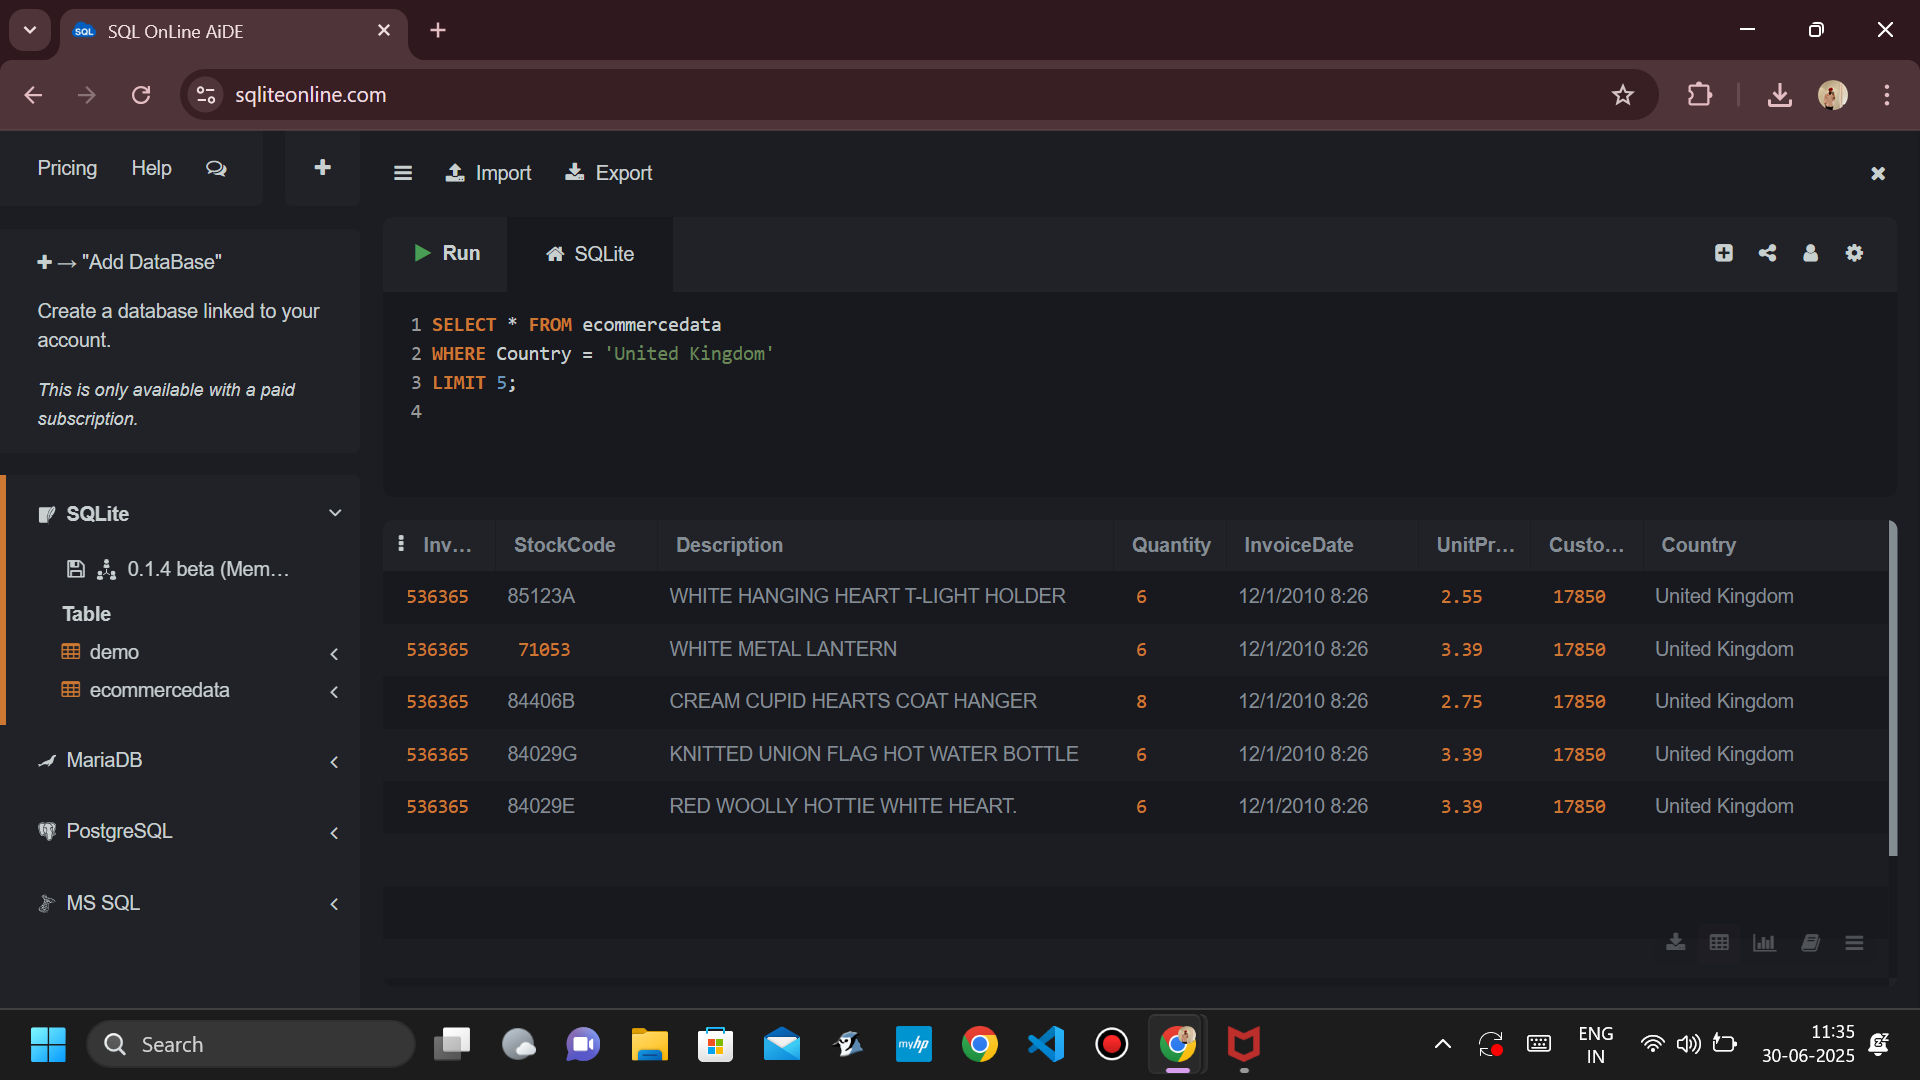 SQL OnLine AiDE
sqliteonline.com
Pricing Help
Import Export
"Add DataBase"
Create a database linked to your
account.
This is only available with a paid
subscription.
Run SQLite
1 SELECT * FROM ecommercedata
2 WHERE Country = 'United Kingdom'
3 LIMIT 5;
4
SQLite
0.1.4 beta (Mem...
Table
demo
ecommercedata
MariaDB
PostgreSQL
MS SQL
Inv... StockCode Description Quantity InvoiceDate UnitPr... Custo... Country
536365 85123A WHITE HANGING HEART T-LIGHT HOLDER 6 12/1/2010 8:26 2.55 17850 United Kingdom
536365 71053 WHITE METAL LANTERN 6 12/1/2010 8:26 3.39 17850 United Kingdom
536365 84406B CREAM CUPID HEARTS COAT HANGER 8 12/1/2010 8:26 2.75 17850 United Kingdom
536365 84029G KNITTED UNION FLAG HOT WATER BOTTLE 6 12/1/2010 8:26 3.39 17850 United Kingdom
536365 84029E RED WOOLLY HOTTIE WHITE HEART. 6 12/1/2010 8:26 3.39 17850 United Kingdom
Search
myhp
ENG
IN
11:35
30-06-2025